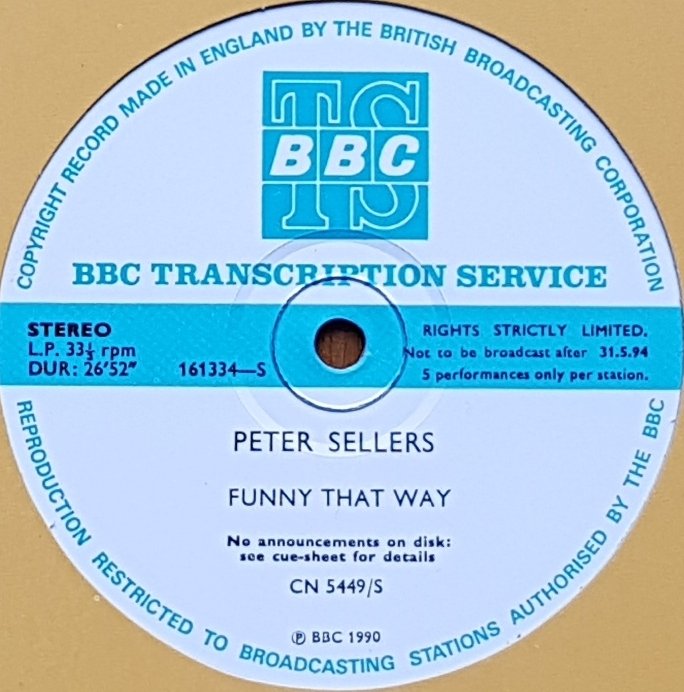 COPYRIGHT RECORD MADE IN ENGLAND BY THE BRITISH BROADCASTING CORPORATION
TS
BBC
BBC TRANSCRIPTION SERVICE
STEREO
L.P. 33⅓ rpm
DUR: 26'52"
161334—S
RIGHTS STRICTLY LIMITED.
Not to be broadcast after 31.5.94
5 performances only per station.
PETER SELLERS
FUNNY THAT WAY
No announcements on disk:
see cue-sheet for details
CN 5449/S
℗ BBC 1990
REPRODUCTION RESTRICTED TO BROADCASTING STATIONS AUTHORISED BY THE BBC